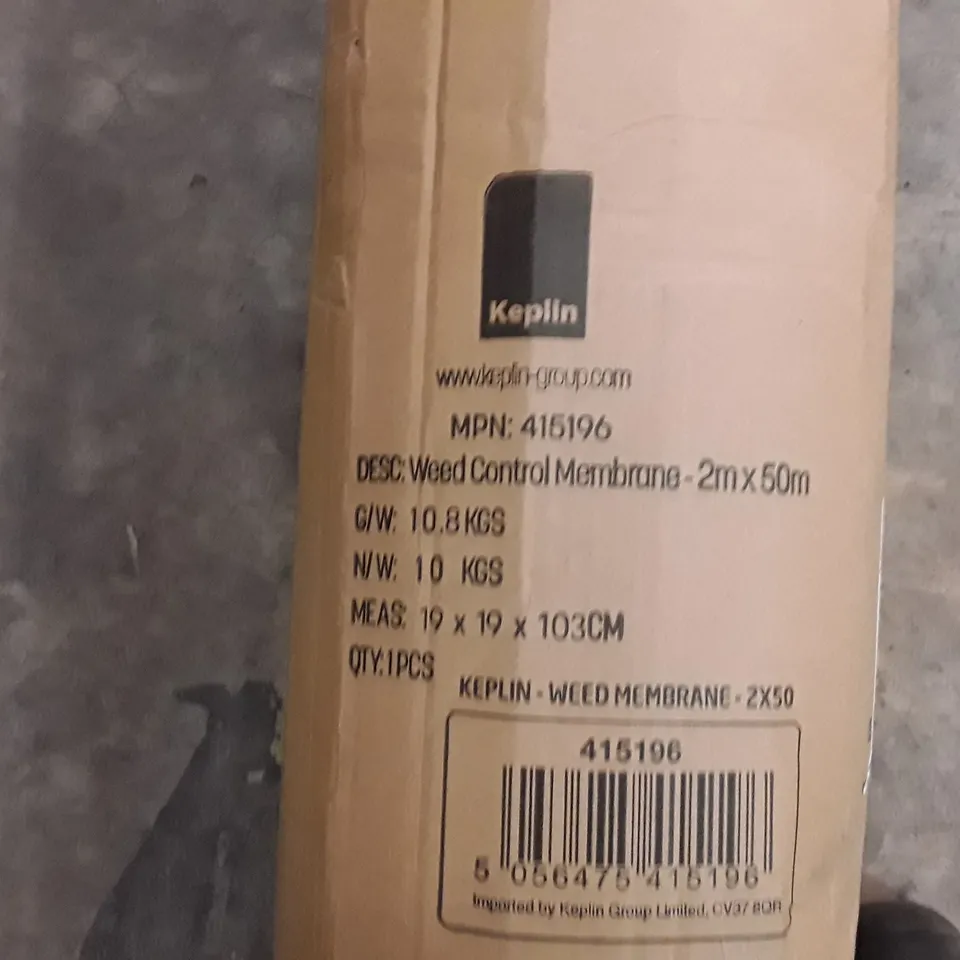 Keplin
www.keplin-group.com
MPN: 415196
DESC: Weed Control Membrane - 2m x 50m
G/W: 10.8 KGS
N/W: 10 KGS
MEAS: 19 x 19 x 103CM
QTY: 1PCS
KEPLIN - WEED MEMBRANE - 2X50
415196
5 056475 415196
Imported by Keplin Group Limited, CV37 8QR